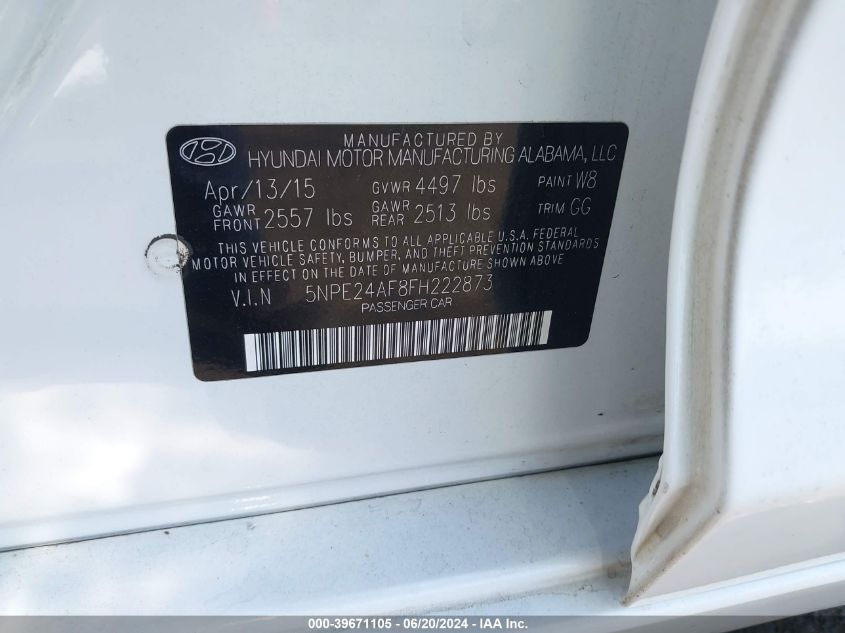 MANUFACTURED BY
HYUNDAI MOTOR MANUFACTURING ALABAMA, LLC
Apr/13/15 GVWR 4497 lbs PAINT W8
GAWR FRONT 2557 lbs GAWR REAR 2513 lbs TRIM GG
THIS VEHICLE CONFORMS TO ALL APPLICABLE U.S.A. FEDERAL
MOTOR VEHICLE SAFETY, BUMPER, AND THEFT PREVENTION STANDARDS
IN EFFECT ON THE DATE OF MANUFACTURE SHOWN ABOVE.
V.I.N 5NPE24AF8FH222873
PASSENGER CAR
000-39671105 - 06/20/2024 - IAA Inc.